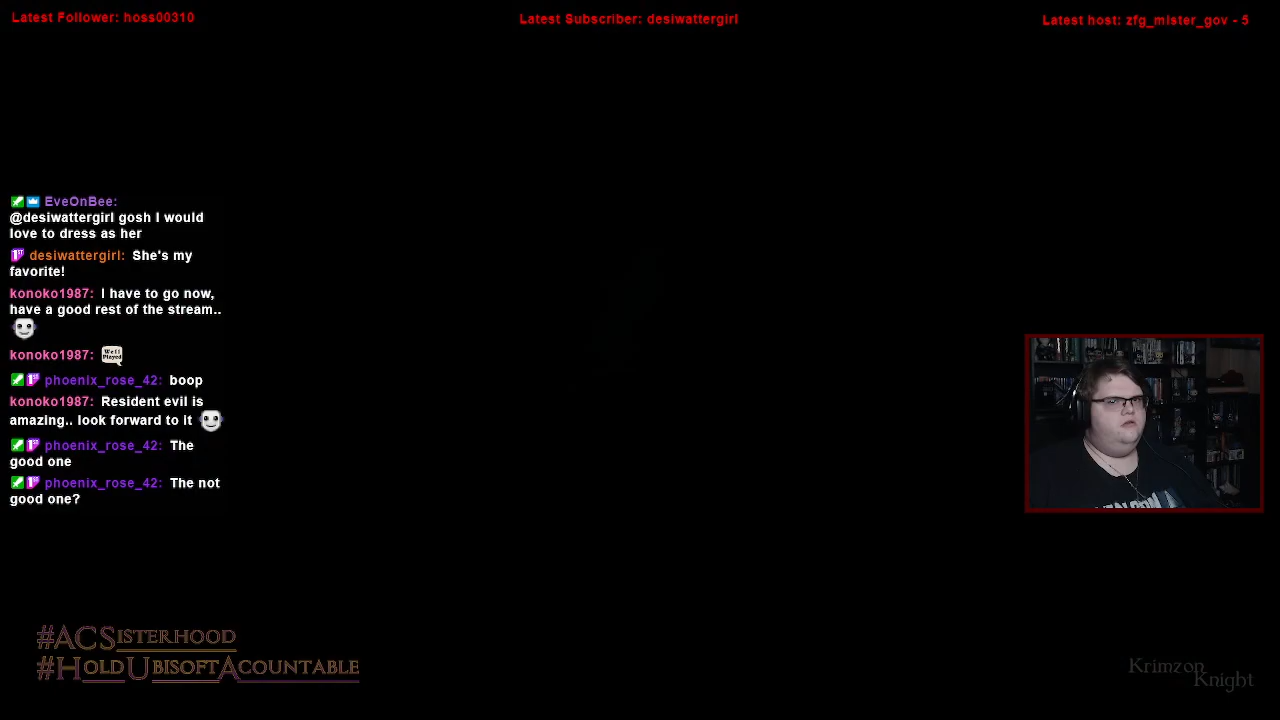 Latest Follower: hoss00310
Latest Subscriber: desiwattergirl
Latest host: zfg_mister_gov - 5
EveOnBee:
@desiwattergirl gosh I would
love to dress as her
desiwattergirl: She's my
favorite!
konoko1987: I have to go now,
have a good rest of the stream..
konoko1987: Well Played
phoenix_rose_42: boop
konoko1987: Resident evil is
amazing.. look forward to it
phoenix_rose_42: The
good one
phoenix_rose_42: The not
good one?
#ACSisterhood
#HoldUbisoftAcountable
Krimzon
Knight